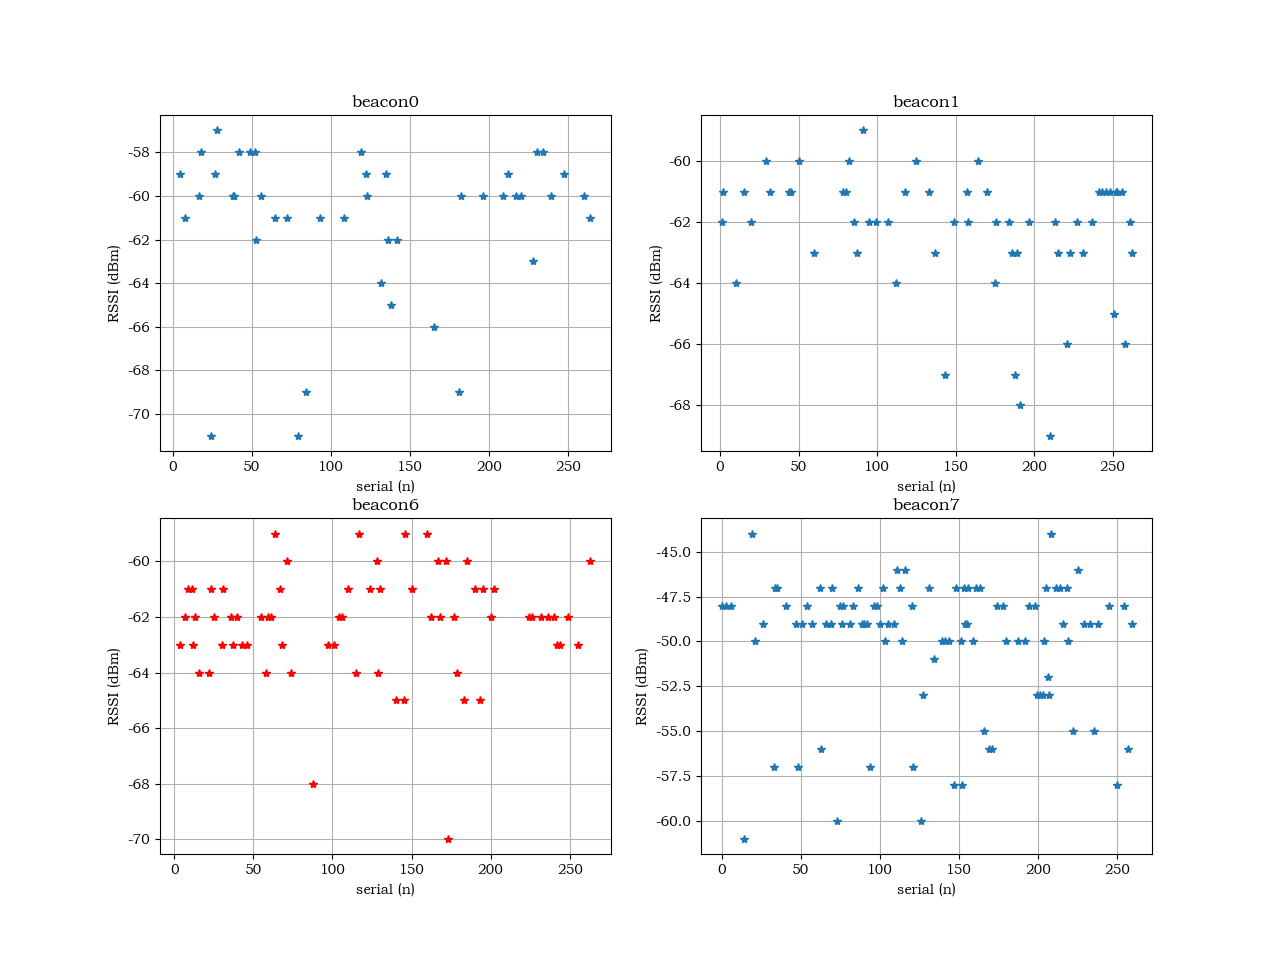 beacon0
-58
-60
-62
-64
-66
-68
-70
RSSI (dBm)
0 50 100 150 200 250
serial (n)
beacon1
-60
-62
-64
-66
-68
RSSI (dBm)
0 50 100 150 200 250
serial (n)
beacon6
-60
-62
-64
-66
-68
-70
RSSI (dBm)
0 50 100 150 200 250
serial (n)
beacon7
-45.0
-47.5
-50.0
-52.5
-55.0
-57.5
-60.0
RSSI (dBm)
0 50 100 150 200 250
serial (n)